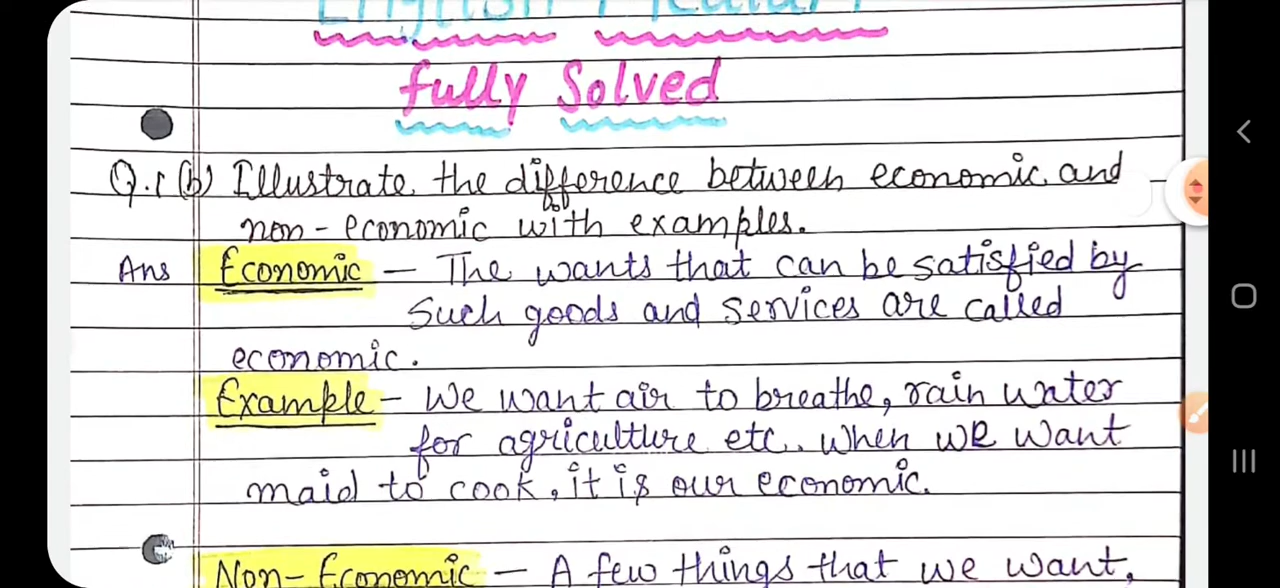 English Medium
fully Solved
Q.1 (b) Illustrate the difference between economic and
non-economic with examples.
Ans Economic – The wants that can be satisfied by
such goods and services are called
economic.
Example – We want air to breathe, rain water
for agriculture etc. When we want
maid to cook, it is our economic.
Non-Economic – A few things that we want,